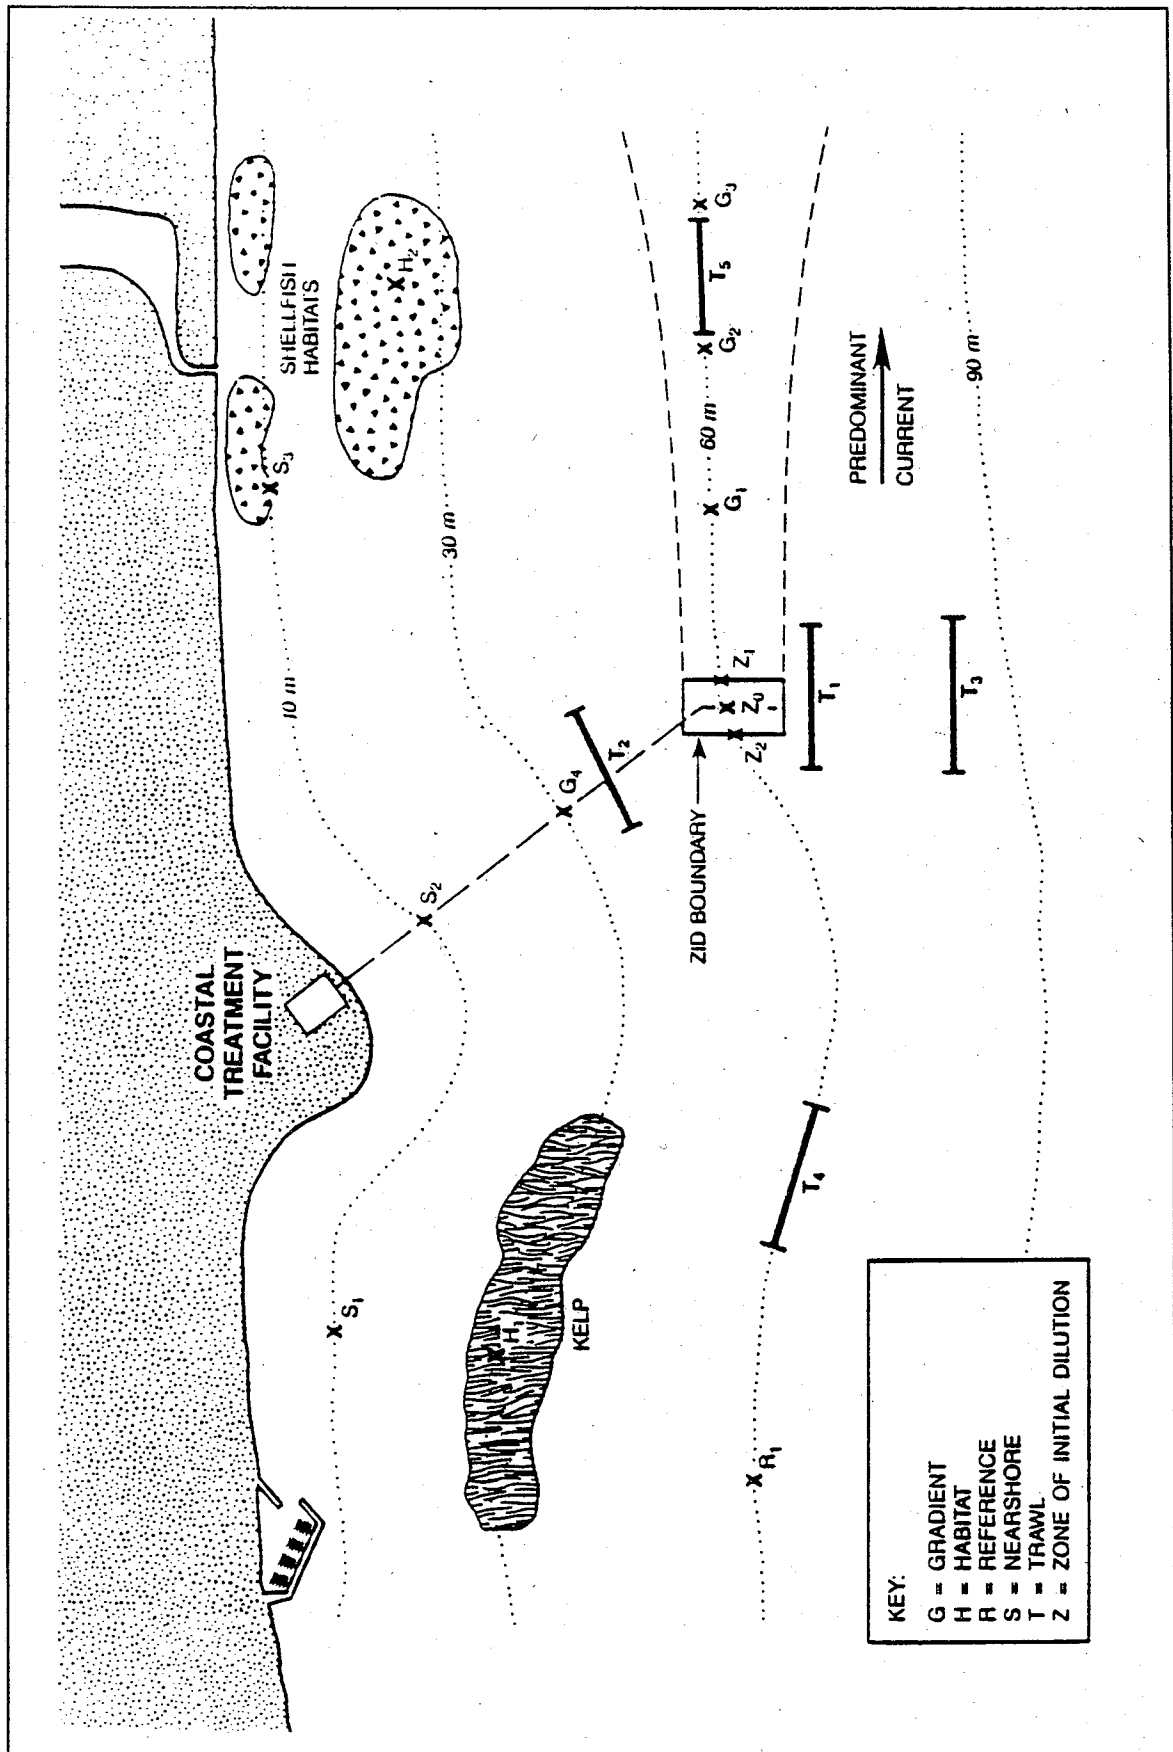 COASTAL
TREATMENT
FACILITY
SHELLFISH
HABITATS
S₁
S₂
S₃
10 m
H₂
30 m
H₁
KELP
G₄
T₂
ZID BOUNDARY
Z₂
Z₀
Z₁
G₁
60 m
G₂
T₅
G₃
R₁
T₄
T₁
T₃
PREDOMINANT
CURRENT
90 m
KEY:
G = GRADIENT
H = HABITAT
R = REFERENCE
S = NEARSHORE
T = TRAWL
Z = ZONE OF INITIAL DILUTION